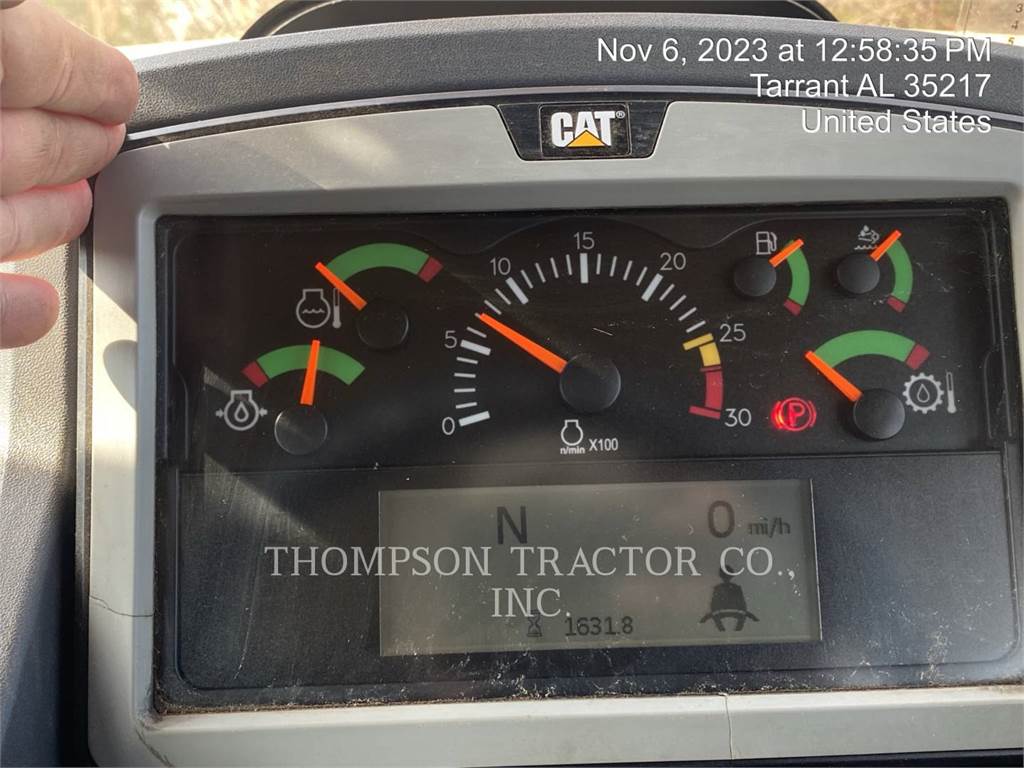 Nov 6, 2023 at 12:58:35 PM
Tarrant AL 35217
United States
CAT®
0
5
10
15
20
25
30
n/min X100
P
N 0 mi/h
THOMPSON TRACTOR CO.,
INC.
1631.8